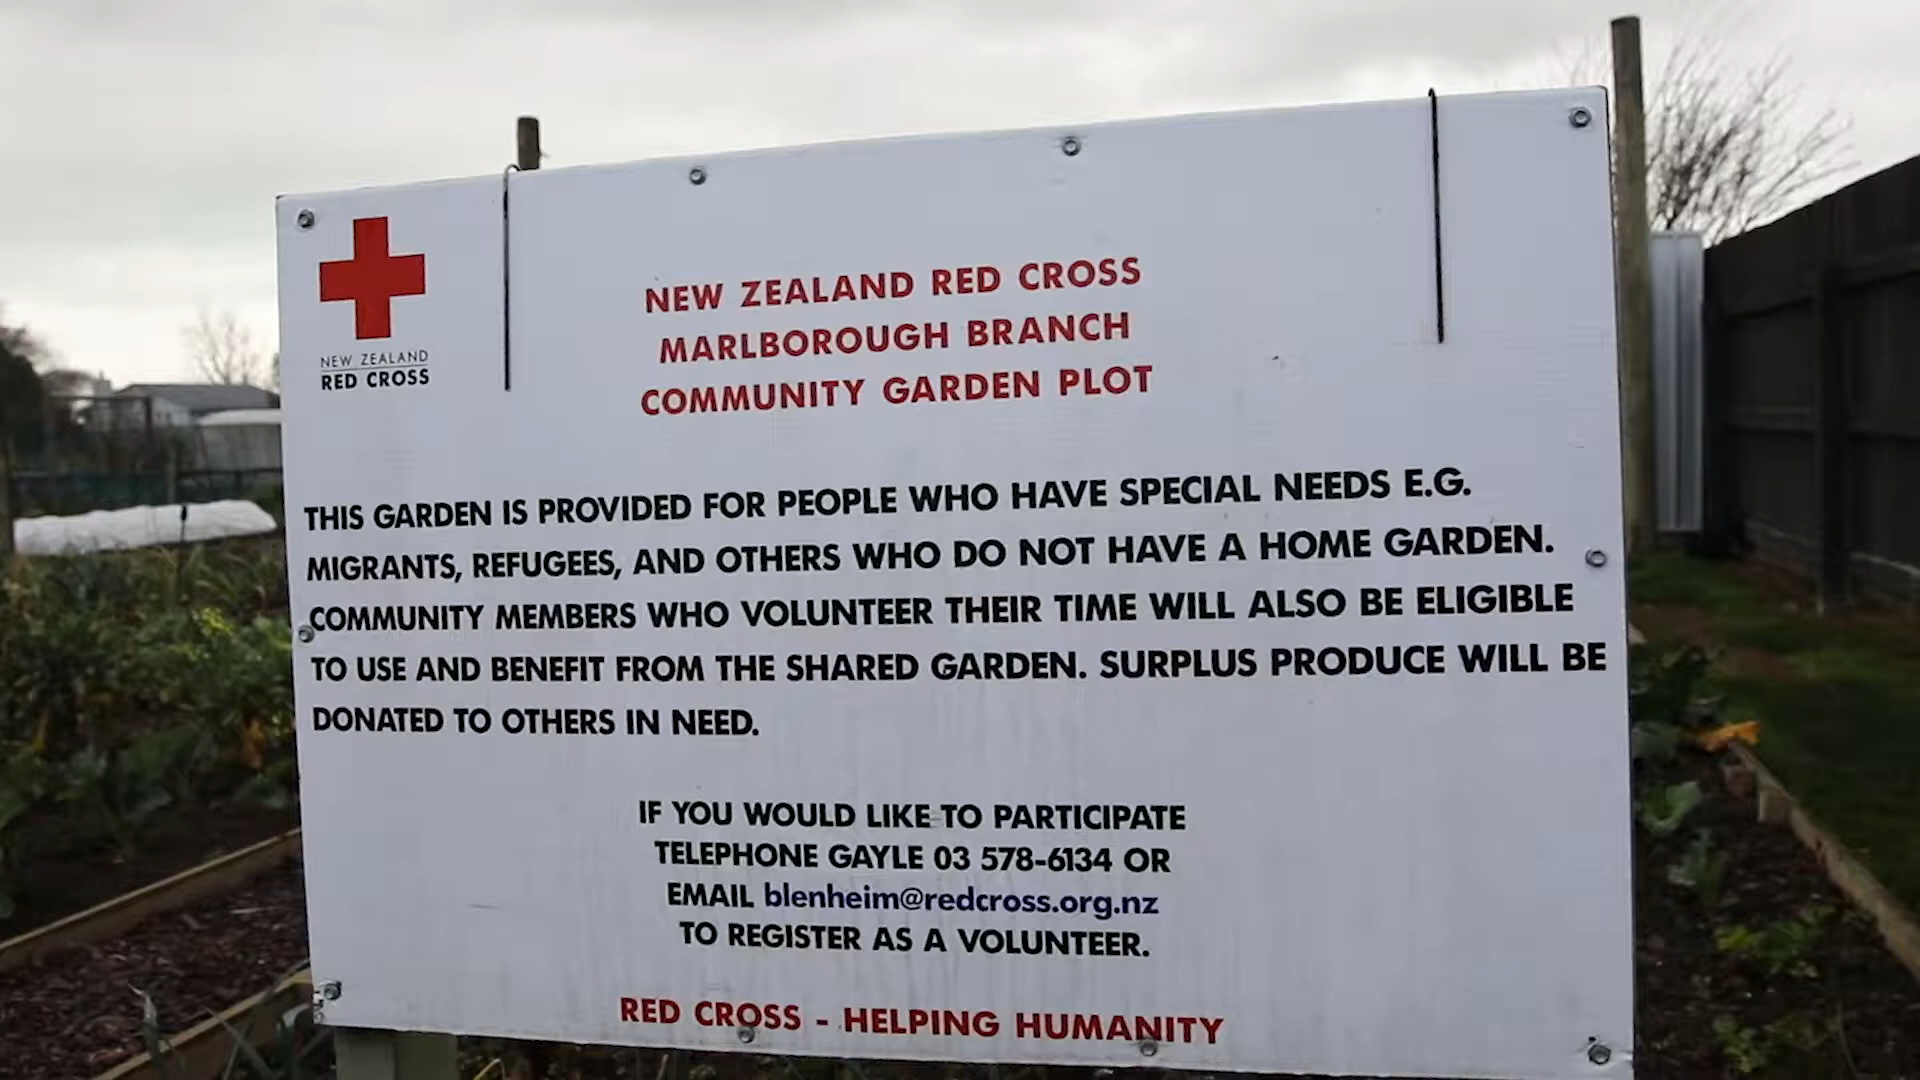 NEW ZEALAND
RED CROSS
NEW ZEALAND RED CROSS
MARLBOROUGH BRANCH
COMMUNITY GARDEN PLOT
THIS GARDEN IS PROVIDED FOR PEOPLE WHO HAVE SPECIAL NEEDS E.G.
MIGRANTS, REFUGEES, AND OTHERS WHO DO NOT HAVE A HOME GARDEN.
COMMUNITY MEMBERS WHO VOLUNTEER THEIR TIME WILL ALSO BE ELIGIBLE
TO USE AND BENEFIT FROM THE SHARED GARDEN. SURPLUS PRODUCE WILL BE
DONATED TO OTHERS IN NEED.
IF YOU WOULD LIKE TO PARTICIPATE
TELEPHONE GAYLE 03 578-6134 OR
EMAIL blenheim@redcross.org.nz
TO REGISTER AS A VOLUNTEER.
RED CROSS - HELPING HUMANITY